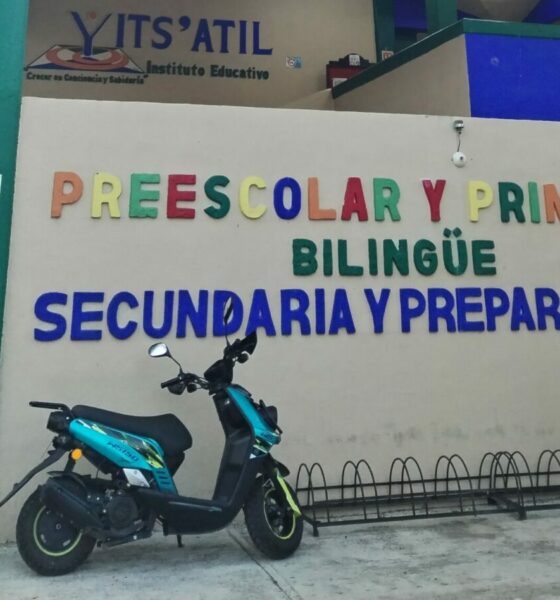 YITS'ATIL
Instituto Educativo
"Crecer en Conciencia y Sabiduría"
PREESCOLAR Y PRIM
BILINGÜE
SECUNDARIA Y PREPAR